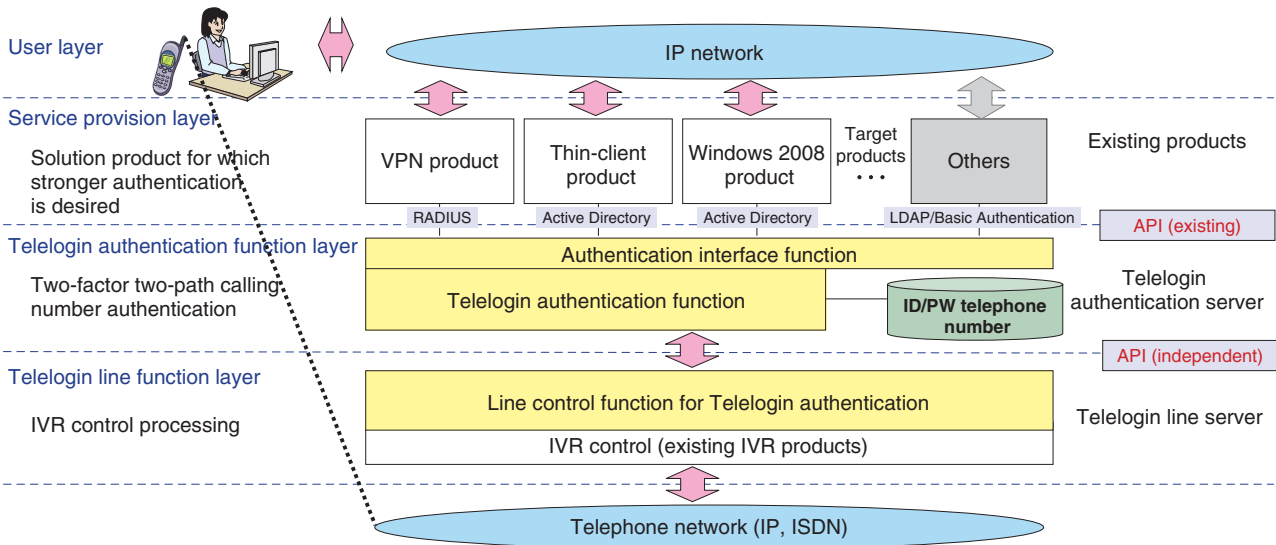 User layer
IP network
Service provision layer
Solution product for which
stronger authentication
is desired
VPN product
Thin-client
product
Windows 2008
product
Target
products
• • •
Others
Existing products
RADIUS
Active Directory
Active Directory
LDAP/Basic Authentication
API (existing)
Telelogin authentication function layer
Two-factor two-path calling
number authentication
Authentication interface function
Telelogin authentication function
ID/PW telephone
number
Telelogin
authentication server
API (independent)
Telelogin line function layer
IVR control processing
Line control function for Telelogin authentication
IVR control (existing IVR products)
Telelogin line server
Telephone network (IP, ISDN)